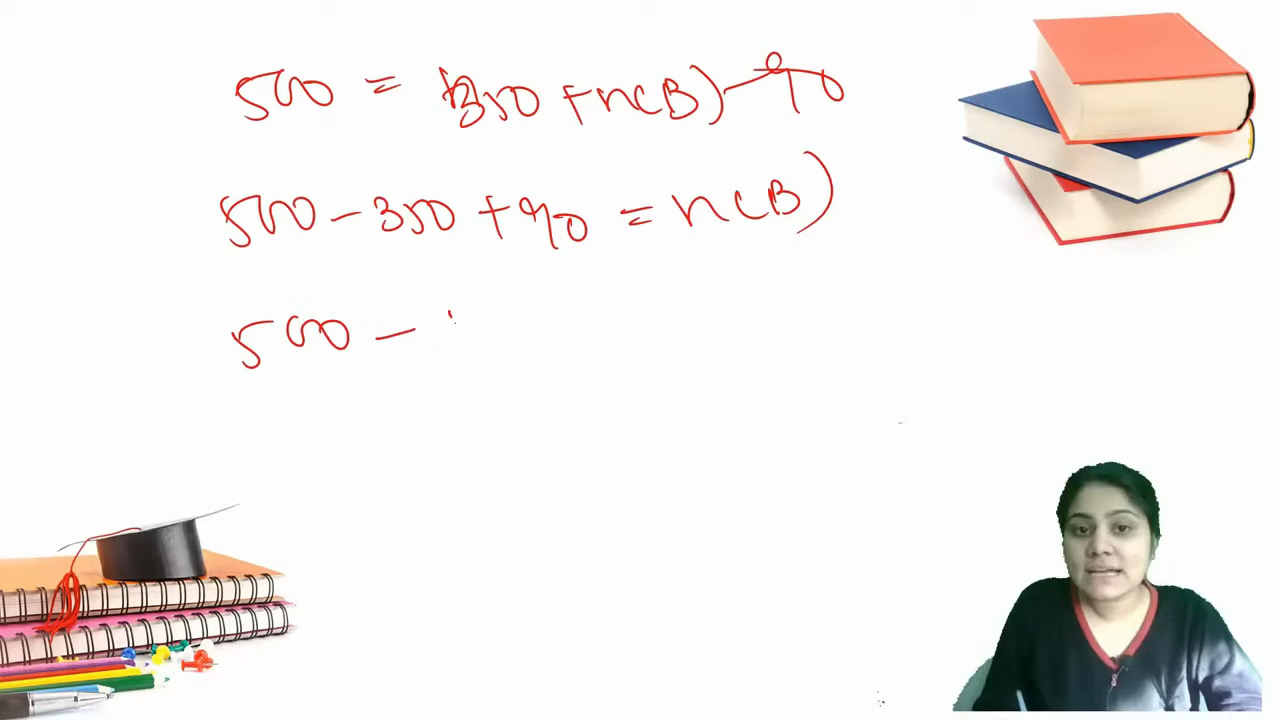 500 = 350 + n(B) - 90
500 - 350 + 90 = n(B)
500 -